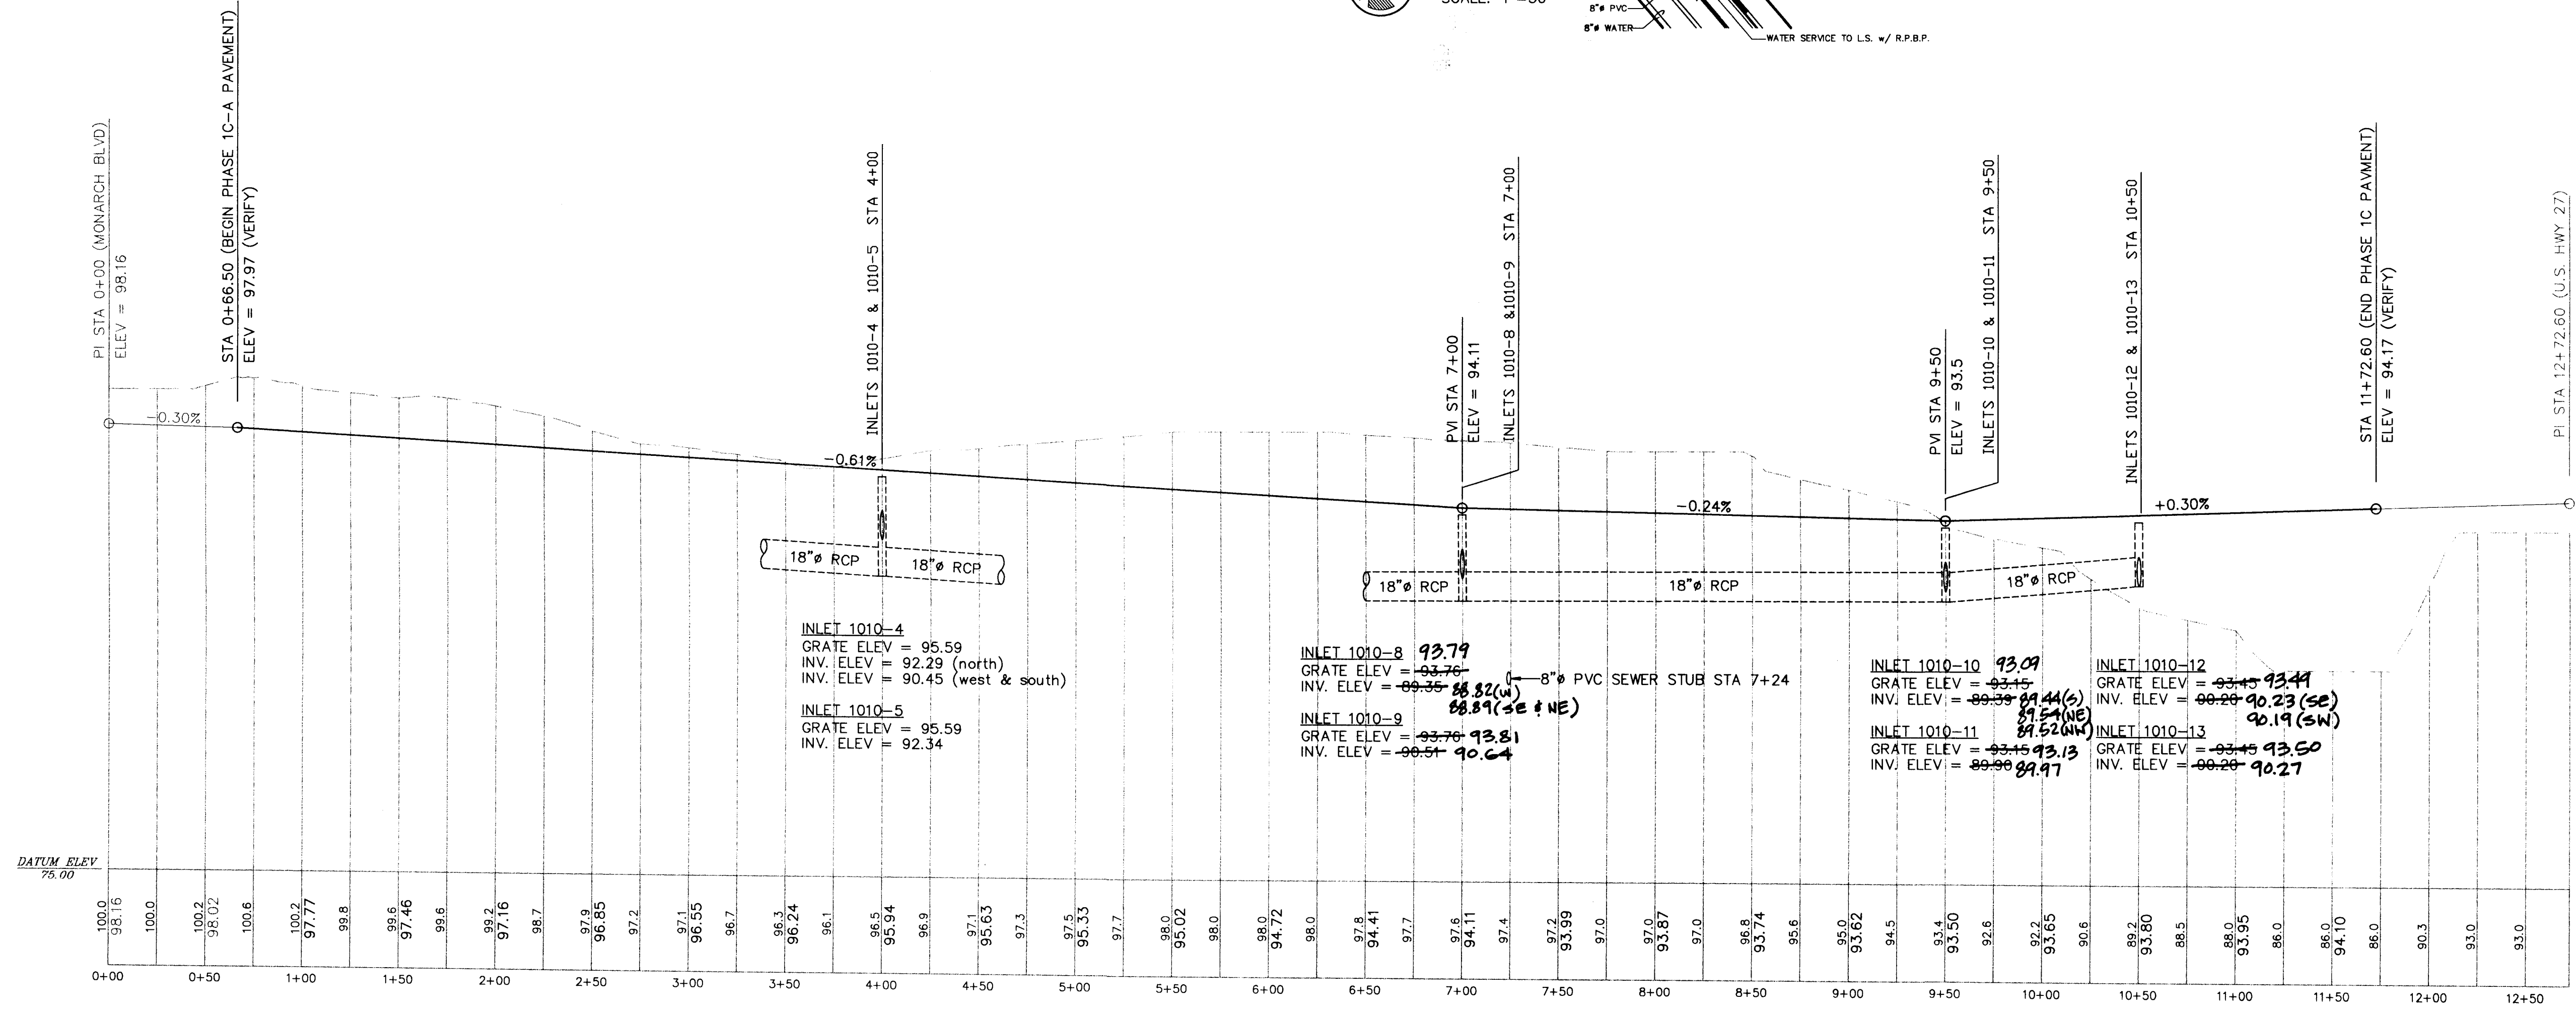 SCALE: 1"=50'
8"ø PVC
8"ø WATER
WATER SERVICE TO L.S. w/ R.P.B.P.
PI STA 0+00 (MONARCH BLVD)
ELEV = 98.16
STA 0+66.50 (BEGIN PHASE 1C-A PAVEMENT)
ELEV = 97.97 (VERIFY)
INLETS 1010-4 & 1010-5 STA 4+00
PVI STA 7+00
ELEV = 94.11
INLETS 1010-8 &1010-9 STA 7+00
PVI STA 9+50
ELEV = 93.5
INLETS 1010-10 & 1010-11 STA 9+50
INLETS 1010-12 & 1010-13 STA 10+50
STA 11+72.60 (END PHASE 1C PAVMENT)
ELEV = 94.17 (VERIFY)
PI STA 12+72.60 (U.S. HWY 27)
-0.30%
-0.61%
-0.24%
+0.30%
18"ø RCP
18"ø RCP
18"ø RCP
18"ø RCP
18"ø RCP
INLET 1010-4
GRATE ELEV = 95.59
INV. ELEV = 92.29 (north)
INV. ELEV = 90.45 (west & south)
INLET 1010-5
GRATE ELEV = 95.59
INV. ELEV = 92.34
INLET 1010-8 93.79
GRATE ELEV = 93.76
INV. ELEV = 89.35 88.82(W)
88.89(SE & NE)
INLET 1010-9
GRATE ELEV = 93.76 93.81
INV. ELEV = 90.51 90.64
8"ø PVC SEWER STUB STA 7+24
INLET 1010-10 93.09
GRATE ELEV = 93.15
INV. ELEV = 89.39 89.44(S)
89.54(NE)
89.52(NW)
INLET 1010-11
GRATE ELEV = 93.15 93.13
INV. ELEV = 89.90 89.97
INLET 1010-12
GRATE ELEV = 93.45 93.49
INV. ELEV = 90.20 90.23(SE)
90.19(SW)
INLET 1010-13
GRATE ELEV = 93.45 93.50
INV. ELEV = 90.20 90.27
DATUM ELEV
75.00
100.0 100.0 100.2 100.6 100.2 99.8 99.6 99.6 99.2 98.7 97.9 97.2 97.1 96.7 96.3 96.1 96.5 96.9 97.1 97.3 97.5 97.7 98.0 98.0 98.0 98.0 97.8 97.7 97.6 97.4 97.2 97.0 97.0 97.0 96.8 95.6 95.0 94.5 93.4 92.6 92.2 90.6 89.2 88.5 88.0 86.0 86.0 86.0 90.3 93.0 93.0
98.16 98.02 97.77 97.46 97.16 96.85 96.55 96.24 95.94 95.63 95.33 95.02 94.72 94.41 94.11 93.99 93.87 93.74 93.62 93.50 93.65 93.80 93.95 94.10
0+00 0+50 1+00 1+50 2+00 2+50 3+00 3+50 4+00 4+50 5+00 5+50 6+00 6+50 7+00 7+50 8+00 8+50 9+00 9+50 10+00 10+50 11+00 11+50 12+00 12+50